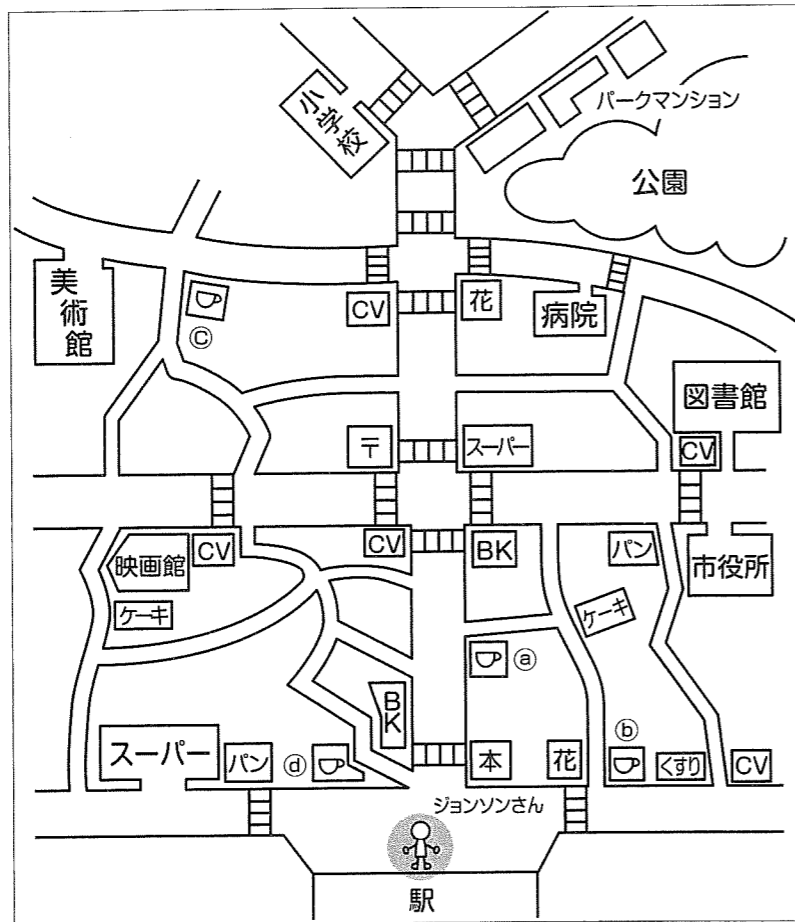 小学校
パークマンション
公園
美術館
ⓒ
CV
花
病院
図書館
〒
スーパー
CV
映画館
CV
CV
BK
パン
市役所
ケーキ
ケーキ
ⓐ
BK
スーパー
パン
ⓓ
本
花
ⓑ
くすり
CV
ジョンソンさん
駅